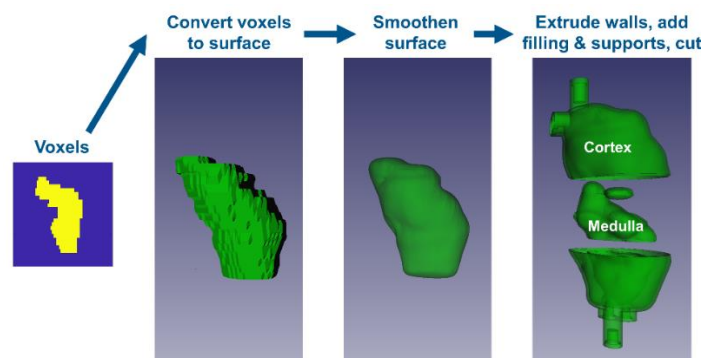 Voxels
Convert voxels
to surface
Smoothen
surface
Extrude walls, add
filling & supports, cut
Cortex
Medulla